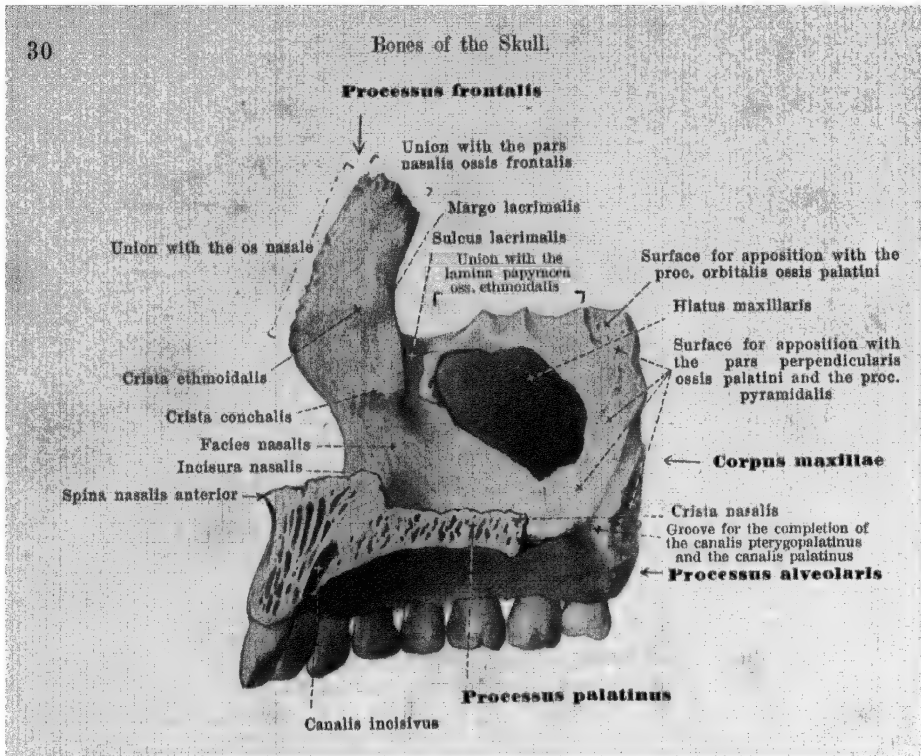 30
Bones of the Skull.
Processus frontalis
Union with the pars
nasalis ossis frontalis
Margo lacrimalis
Union with the os nasale
Sulcus lacrimalis
Union with the
lamina papyracea
oss. ethmoidalis
Surface for apposition with the
proc. orbitalis ossis palatini
Hiatus maxillaris
Surface for apposition with
the pars perpendicularis
ossis palatini and the proc.
pyramidalis
Crista ethmoidalis
Crista conchalis
Facies nasalis
Incisura nasalis
Spina nasalis anterior
Corpus maxillae
Crista nasalis
Groove for the completion of
the canalis pterygopalatinus
and the canalis palatinus
Processus alveolaris
Processus palatinus
Canalis incisivus